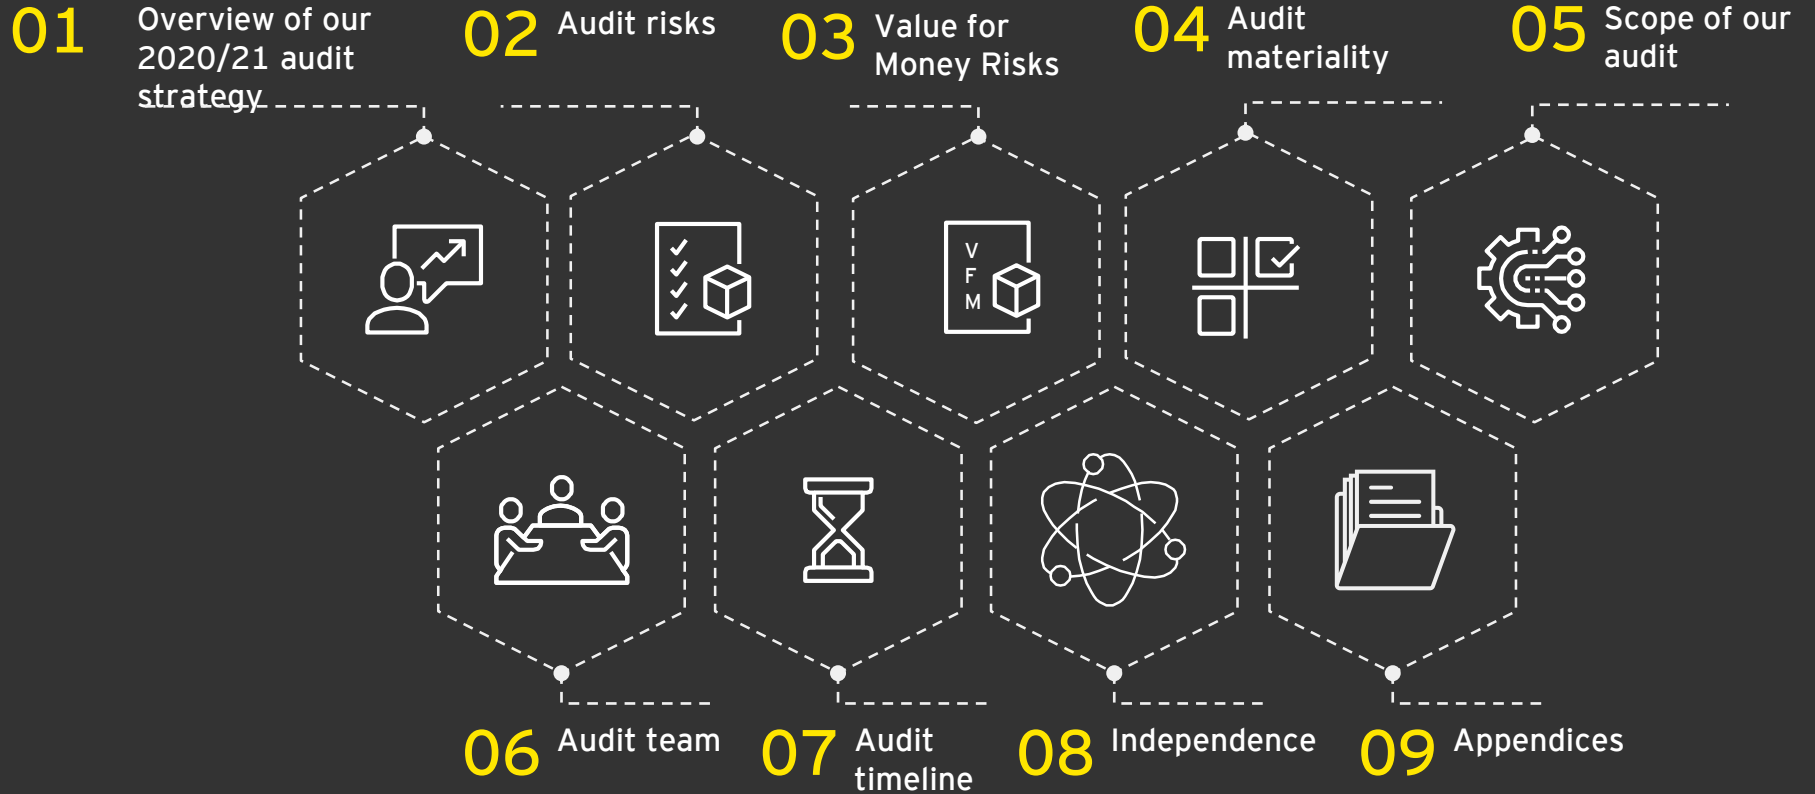 01 Overview of our
2020/21 audit
strategy
02 Audit risks
03 Value for
Money Risks
04 Audit
materiality
05 Scope of our
audit
V
F
M
06 Audit team
07 Audit
timeline
08 Independence
09 Appendices